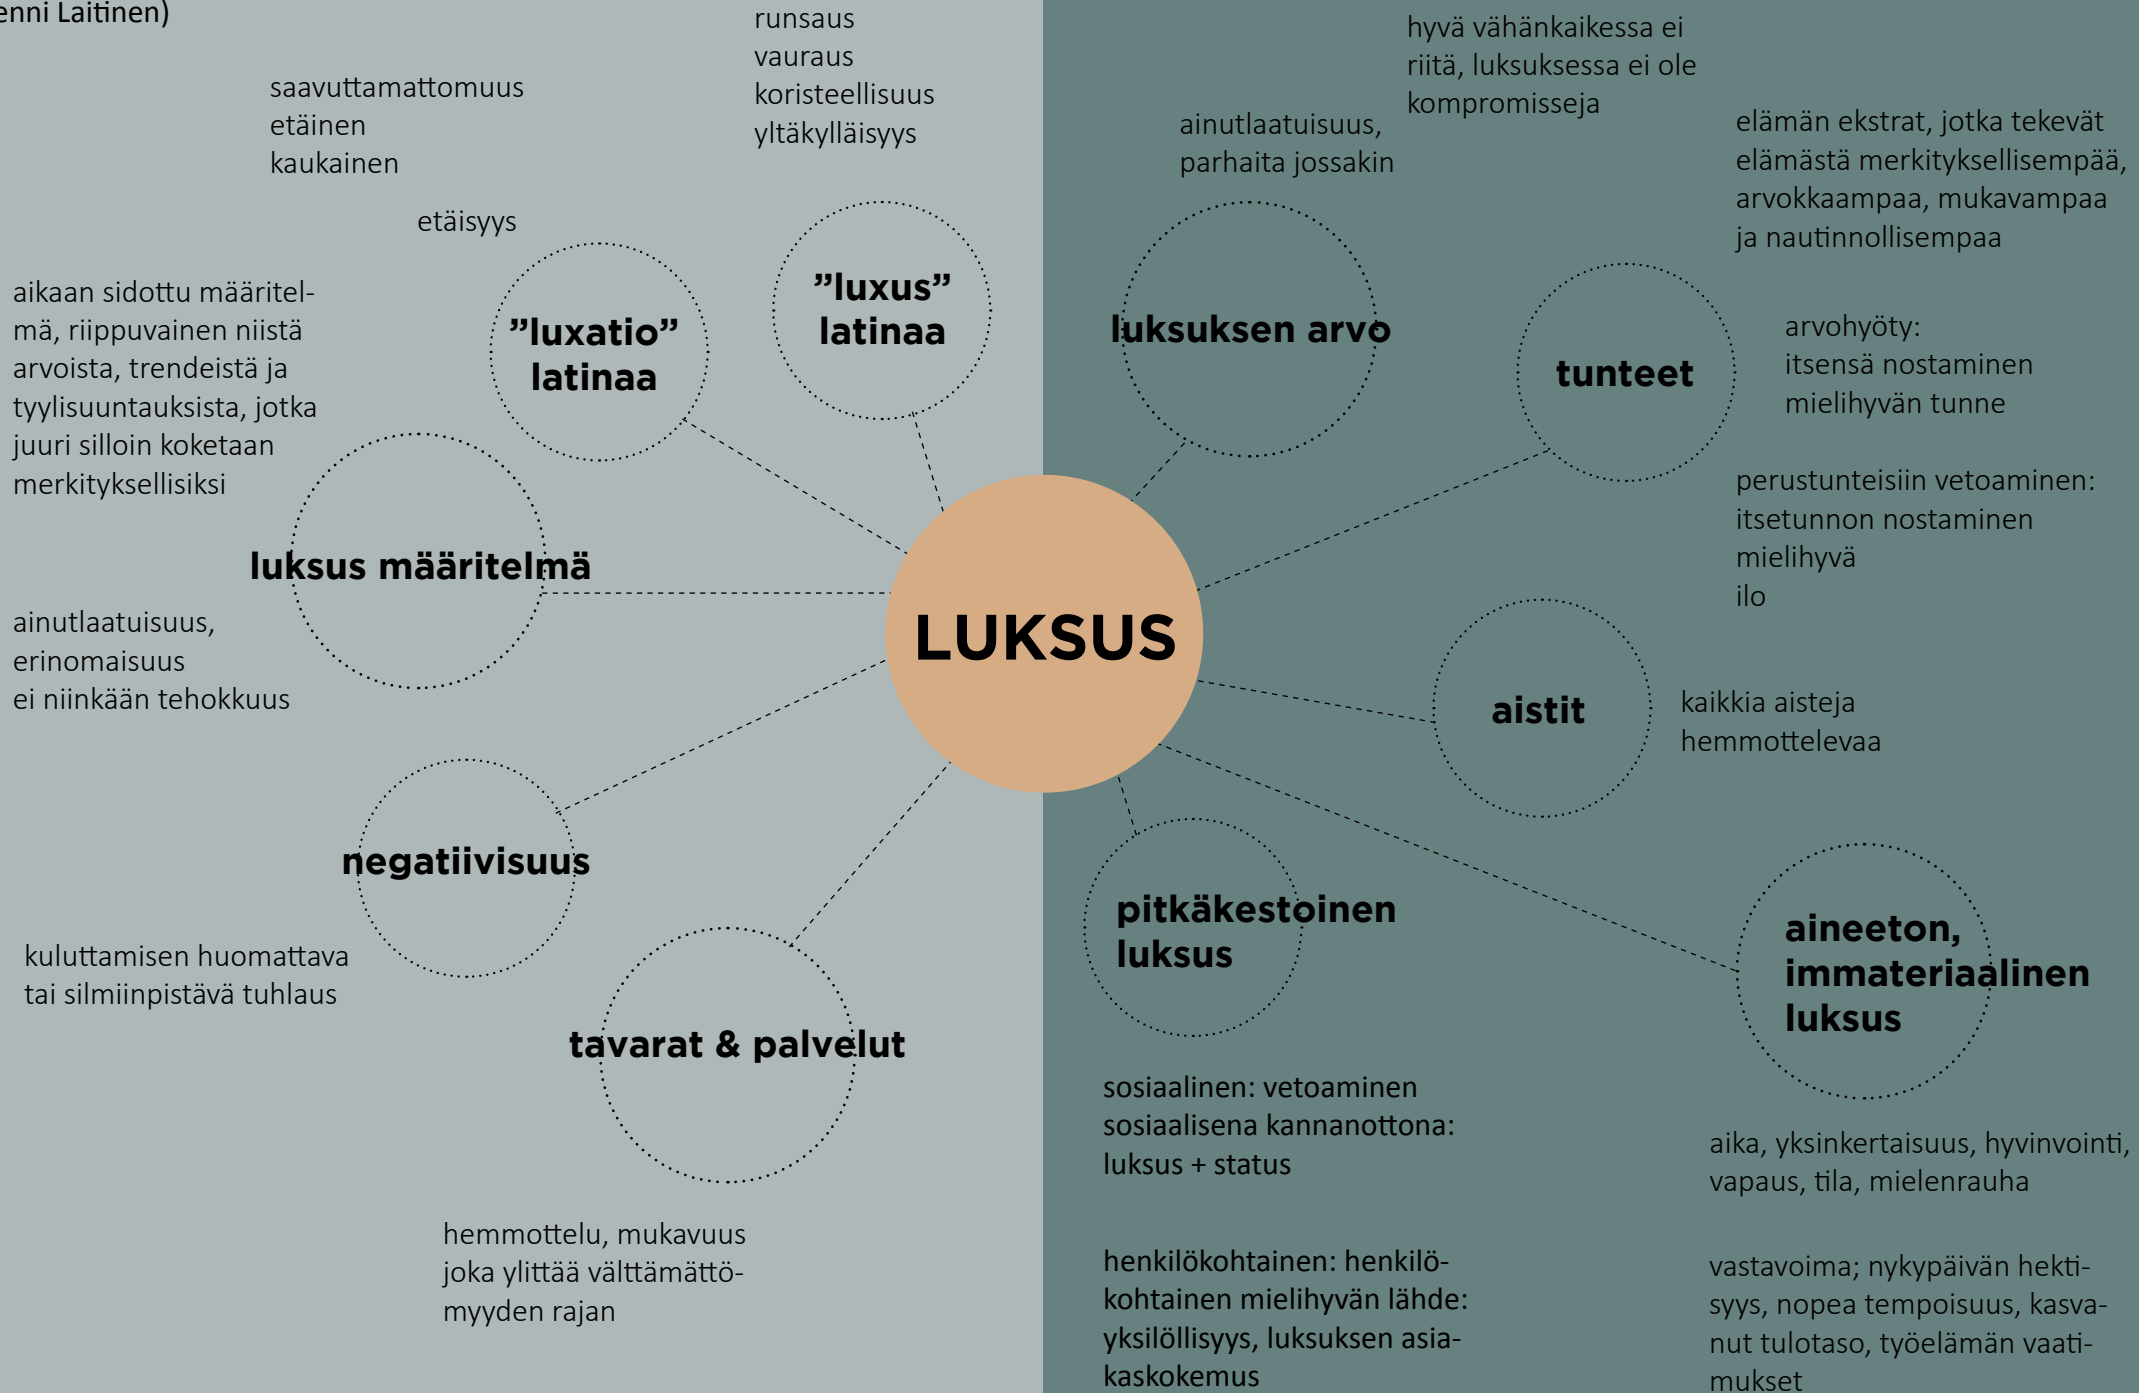 enni Laitinen)
runsaus
vauraus
koristeellisuus
yltäkylläisyys
saavuttamattomuus
etäinen
kaukainen
etäisyys
”luxatio”
latinaa
”luxus”
latinaa
aikaan sidottu määritel-
mä, riippuvainen niistä
arvoista, trendeistä ja
tyylisuuntauksista, jotka
juuri silloin koketaan
merkityksellisiksi
luksus määritelmä
ainutlaatuisuus,
erinomaisuus
ei niinkään tehokkuus
negatiivisuus
kuluttamisen huomattava
tai silmiinpistävä tuhlaus
tavarat & palvelut
hemmottelu, mukavuus
joka ylittää välttämättö-
myyden rajan
LUKSUS
hyvä vähänkaikessa ei
riitä, luksuksessa ei ole
kompromisseja
ainutlaatuisuus,
parhaita jossakin
luksuksen arvo
elämän ekstrat, jotka tekevät
elämästä merkityksellisempää,
arvokkaampaa, mukavampaa
ja nautinnollisempaa
tunteet
arvohyöty:
itsensä nostaminen
mielihyvän tunne
perustunteisiin vetoaminen:
itsetunnon nostaminen
mielihyvä
ilo
aistit
kaikkia aisteja
hemmottelevaa
pitkäkestoinen
luksus
sosiaalinen: vetoaminen
sosiaalisena kannanottona:
luksus + status
henkilökohtainen: henkilö-
kohtainen mielihyvän lähde:
yksilöllisyys, luksuksen asia-
kaskokemus
aineeton,
immateriaalinen
luksus
aika, yksinkertaisuus, hyvinvointi,
vapaus, tila, mielenrauha
vastavoima; nykypäivän hekti-
syys, nopea tempoisuus, kasva-
nut tulotaso, työelämän vaati-
mukset